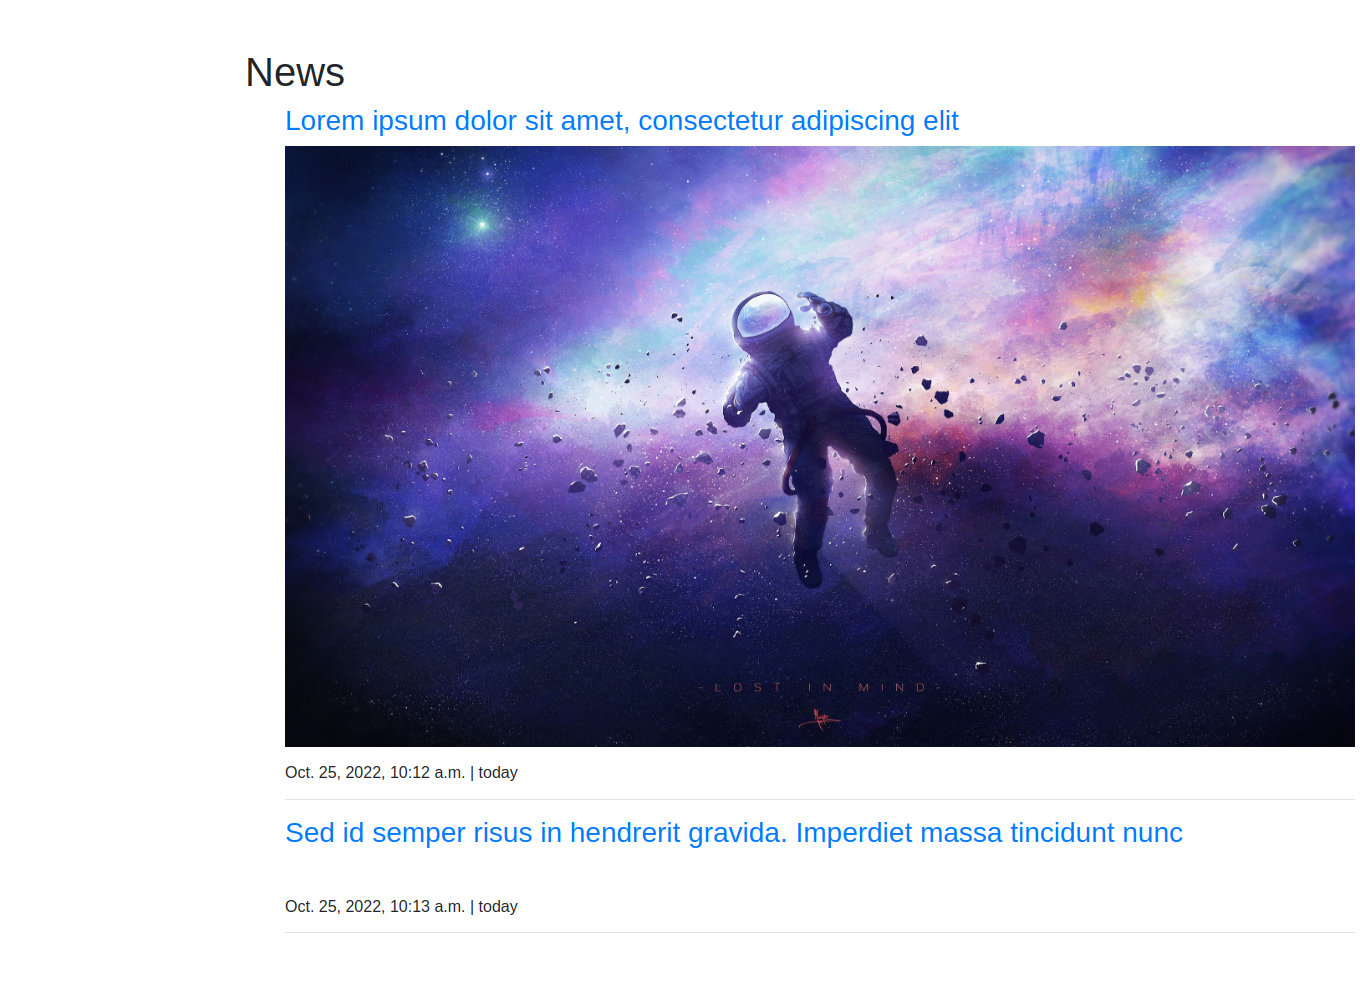 News
Lorem ipsum dolor sit amet, consectetur adipiscing elit
- LOST IN MIND -
Oct. 25, 2022, 10:12 a.m. | today
Sed id semper risus in hendrerit gravida. Imperdiet massa tincidunt nunc
Oct. 25, 2022, 10:13 a.m. | today